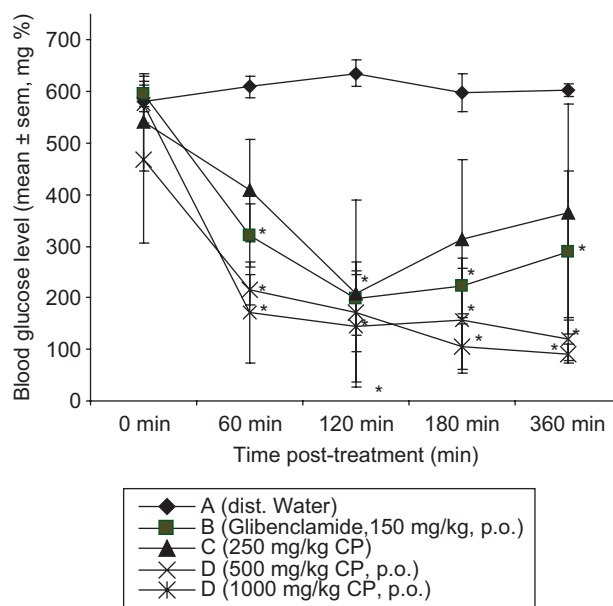 Blood glucose level (mean ± sem, mg %)
700
600
500
400
300
200
100
0
*
*
*
*
*
*
*
*
*
*
*
*
0 min 60 min 120 min 180 min 360 min
Time post-treatment (min)
A (dist. Water)
B (Glibenclamide,150 mg/kg, p.o.)
C (250 mg/kg CP)
D (500 mg/kg CP, p.o.)
D (1000 mg/kg CP, p.o.)